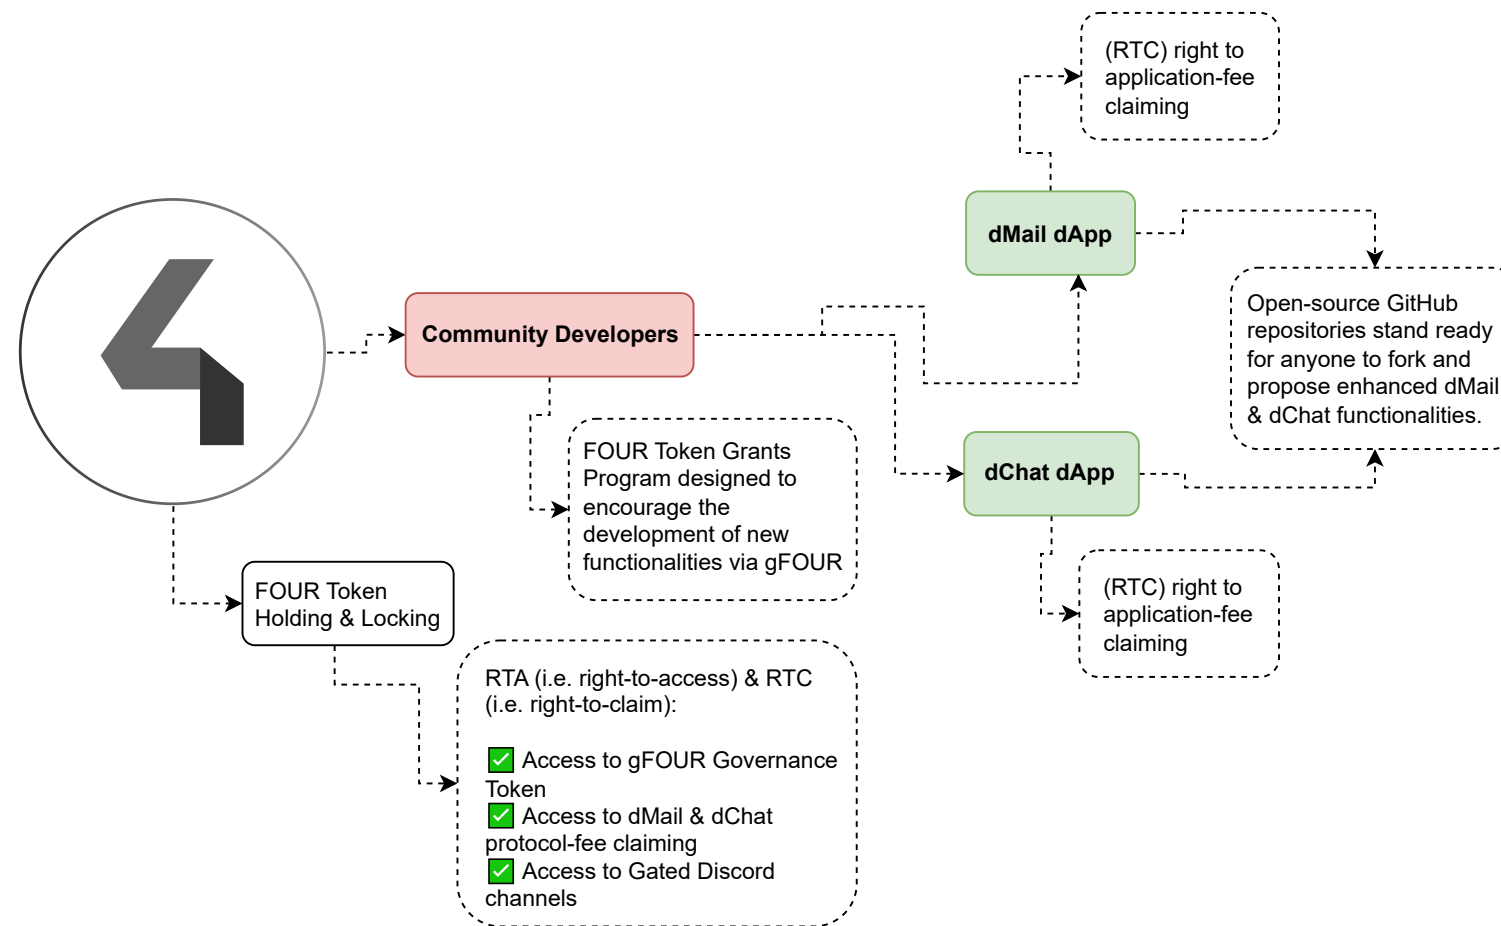 (RTC) right to
application-fee
claiming
dMail dApp
Open-source GitHub
repositories stand ready
for anyone to fork and
propose enhanced dMail
& dChat functionalities.
Community Developers
FOUR Token Grants
Program designed to
encourage the
development of new
functionalities via gFOUR
dChat dApp
(RTC) right to
application-fee
claiming
FOUR Token
Holding & Locking
RTA (i.e. right-to-access) & RTC
(i.e. right-to-claim):
✅ Access to gFOUR Governance
Token
✅ Access to dMail & dChat
protocol-fee claiming
✅ Access to Gated Discord
channels